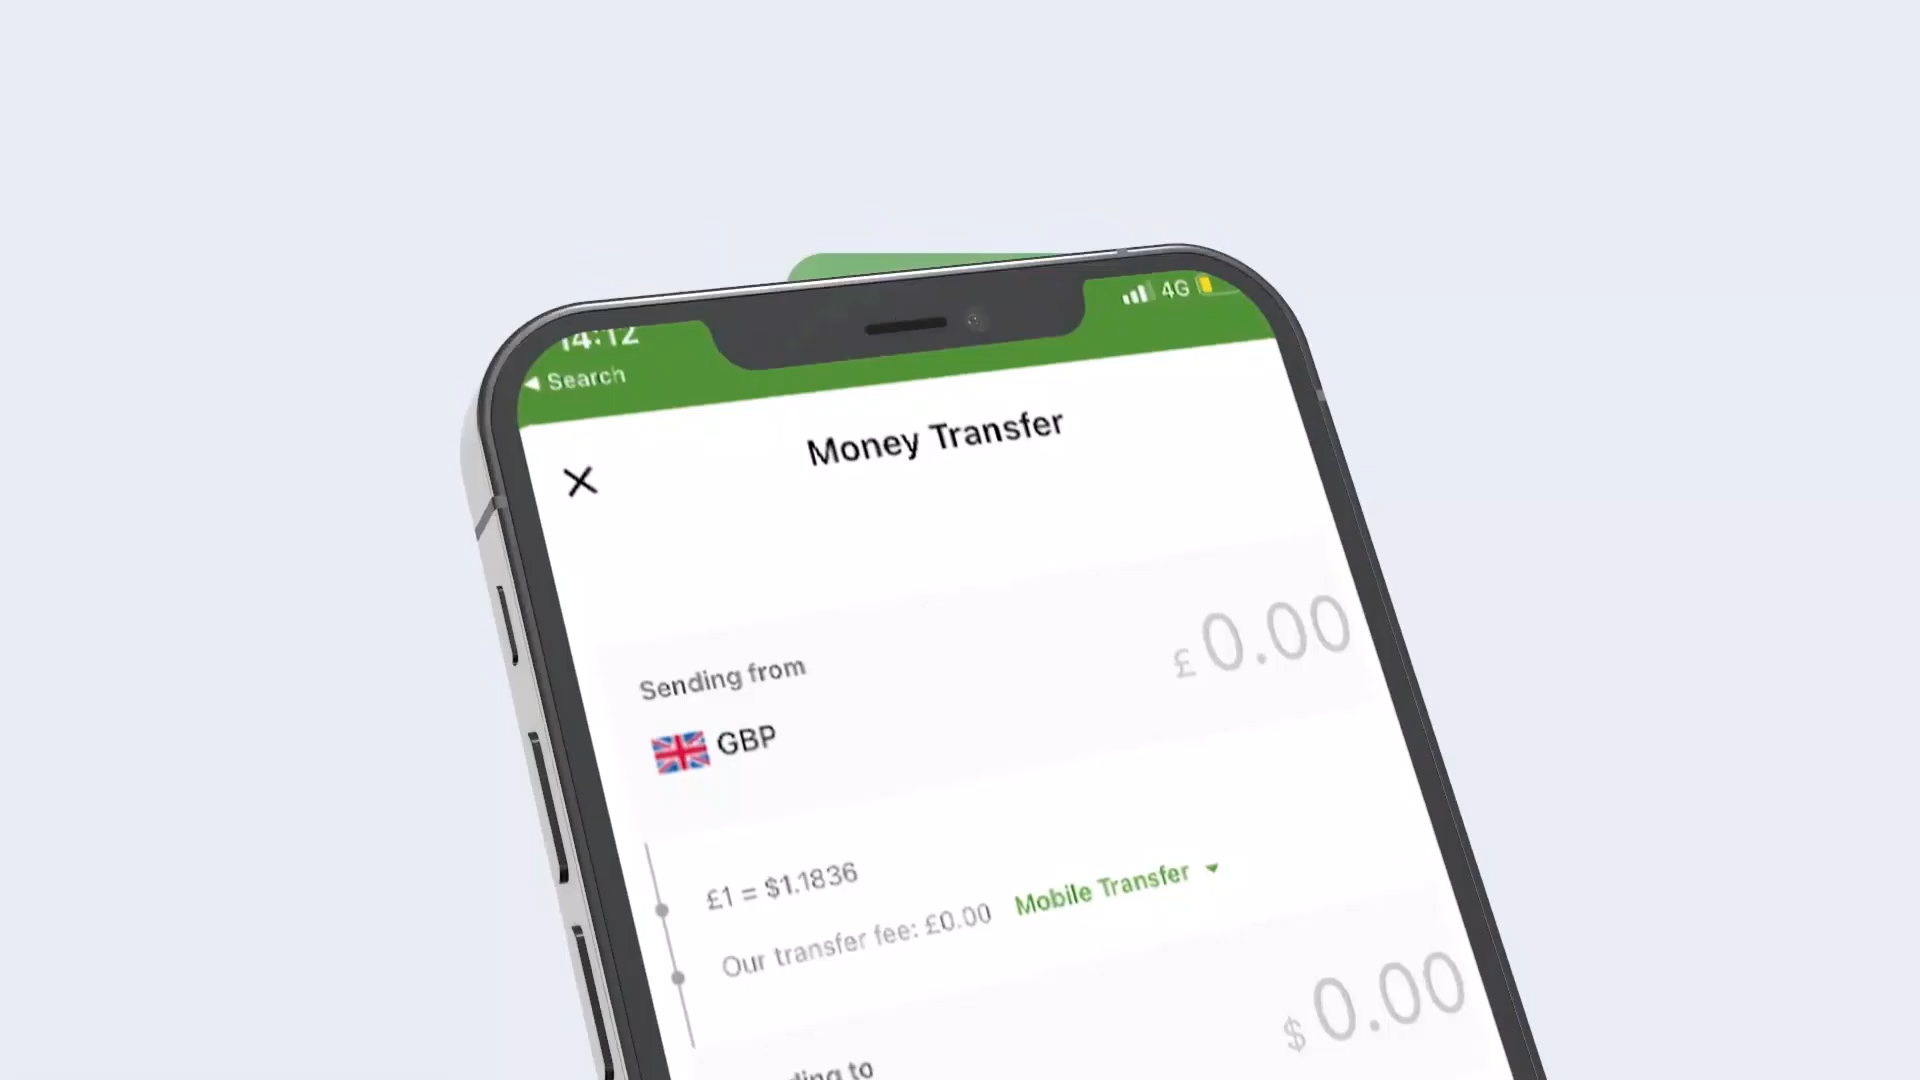 14:12
4G
Search
Money Transfer
Sending from
£ 0.00
GBP
£1 = $1.1836
Our transfer fee: £0.00 Mobile Transfer
$ 0.00
to